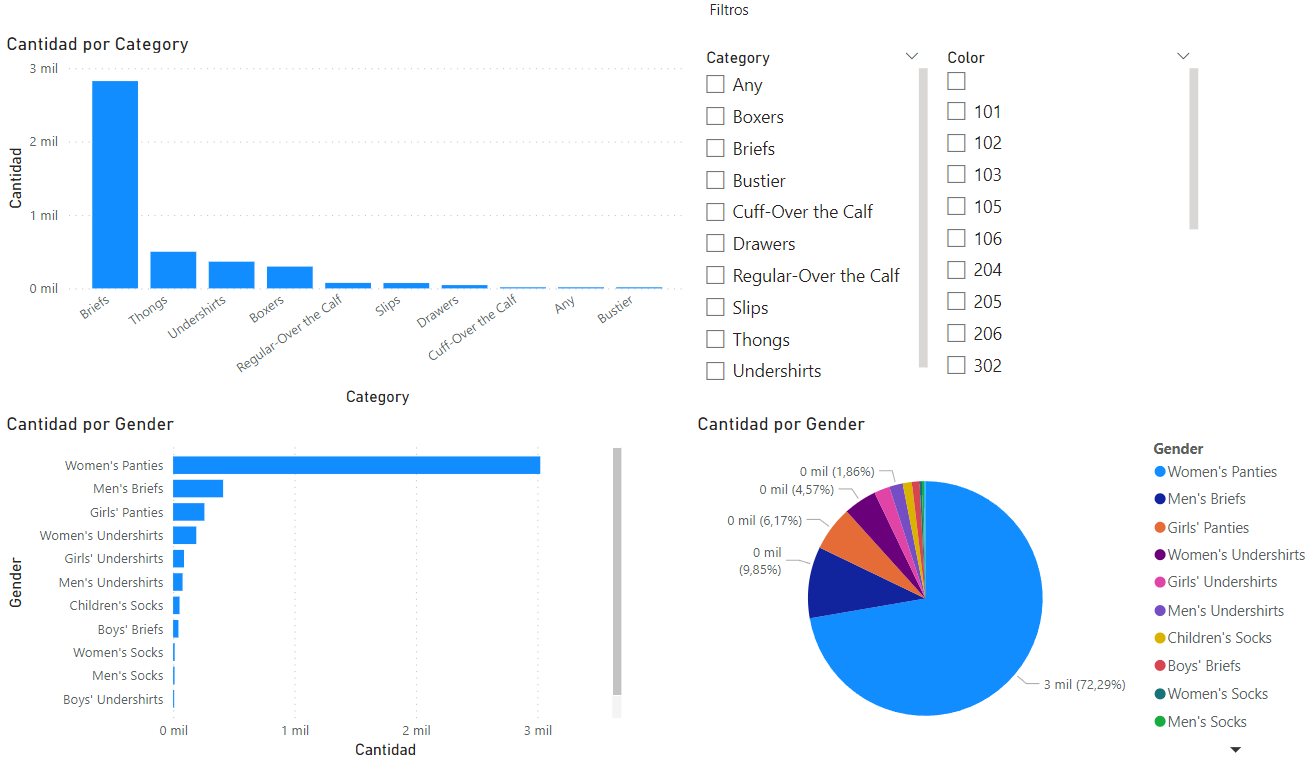 Filtros
Cantidad por Category
Cantidad
3 mil
2 mil
1 mil
0 mil
Briefs
Thongs
Undershirts
Boxers
Regular-Over the Calf
Slips
Drawers
Cuff-Over the Calf
Any
Bustier
Category
Category
Any
Boxers
Briefs
Bustier
Cuff-Over the Calf
Drawers
Regular-Over the Calf
Slips
Thongs
Undershirts
Color
101
102
103
105
106
204
205
206
302
Cantidad por Gender
Gender
Women's Panties
Men's Briefs
Girls' Panties
Women's Undershirts
Girls' Undershirts
Men's Undershirts
Children's Socks
Boys' Briefs
Women's Socks
Men's Socks
Boys' Undershirts
0 mil
1 mil
2 mil
3 mil
Cantidad
Cantidad por Gender
0 mil (1,86%)
0 mil (4,57%)
0 mil (6,17%)
0 mil
(9,85%)
3 mil (72,29%)
Gender
Women's Panties
Men's Briefs
Girls' Panties
Women's Undershirts
Girls' Undershirts
Men's Undershirts
Children's Socks
Boys' Briefs
Women's Socks
Men's Socks